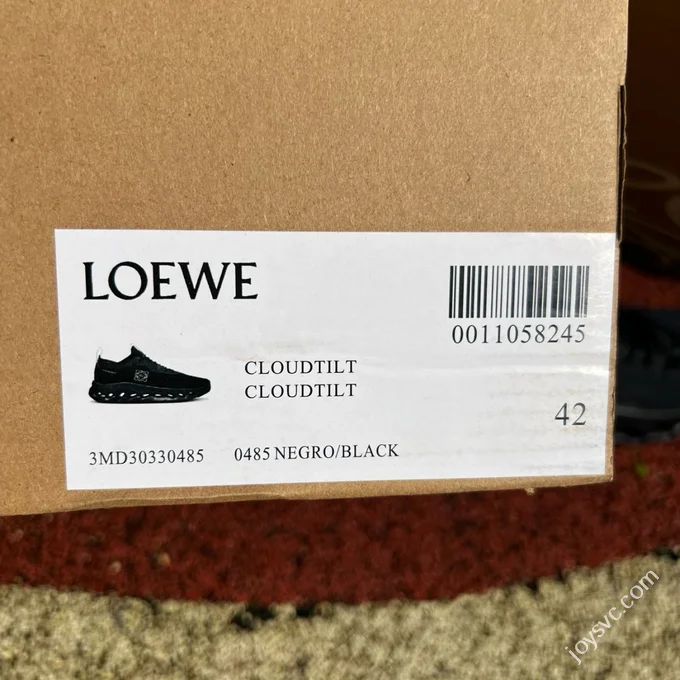 LOEWE
0011058245
CLOUDTILT
CLOUDTILT
42
3MD30330485 0485 NEGRO/BLACK
joysvc.com